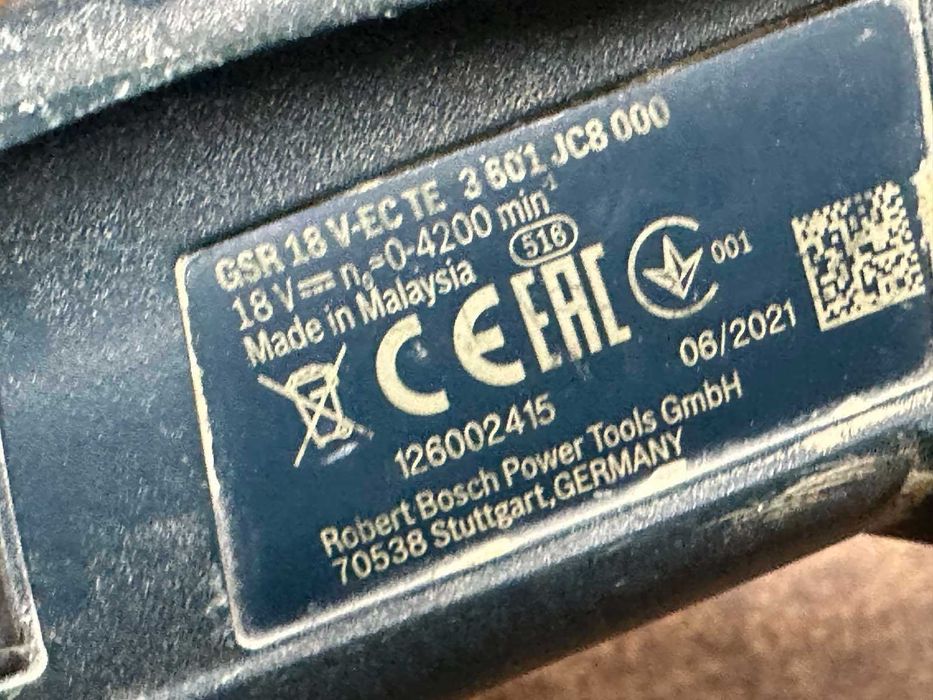 GSR 18 V-EC TE 3 601 JC8 000
18 V⎓ n₀=0-4200 min⁻¹
Made in Malaysia 516
CE EAC 001
06/2021
126002415
Robert Bosch Power Tools GmbH
70538 Stuttgart, GERMANY